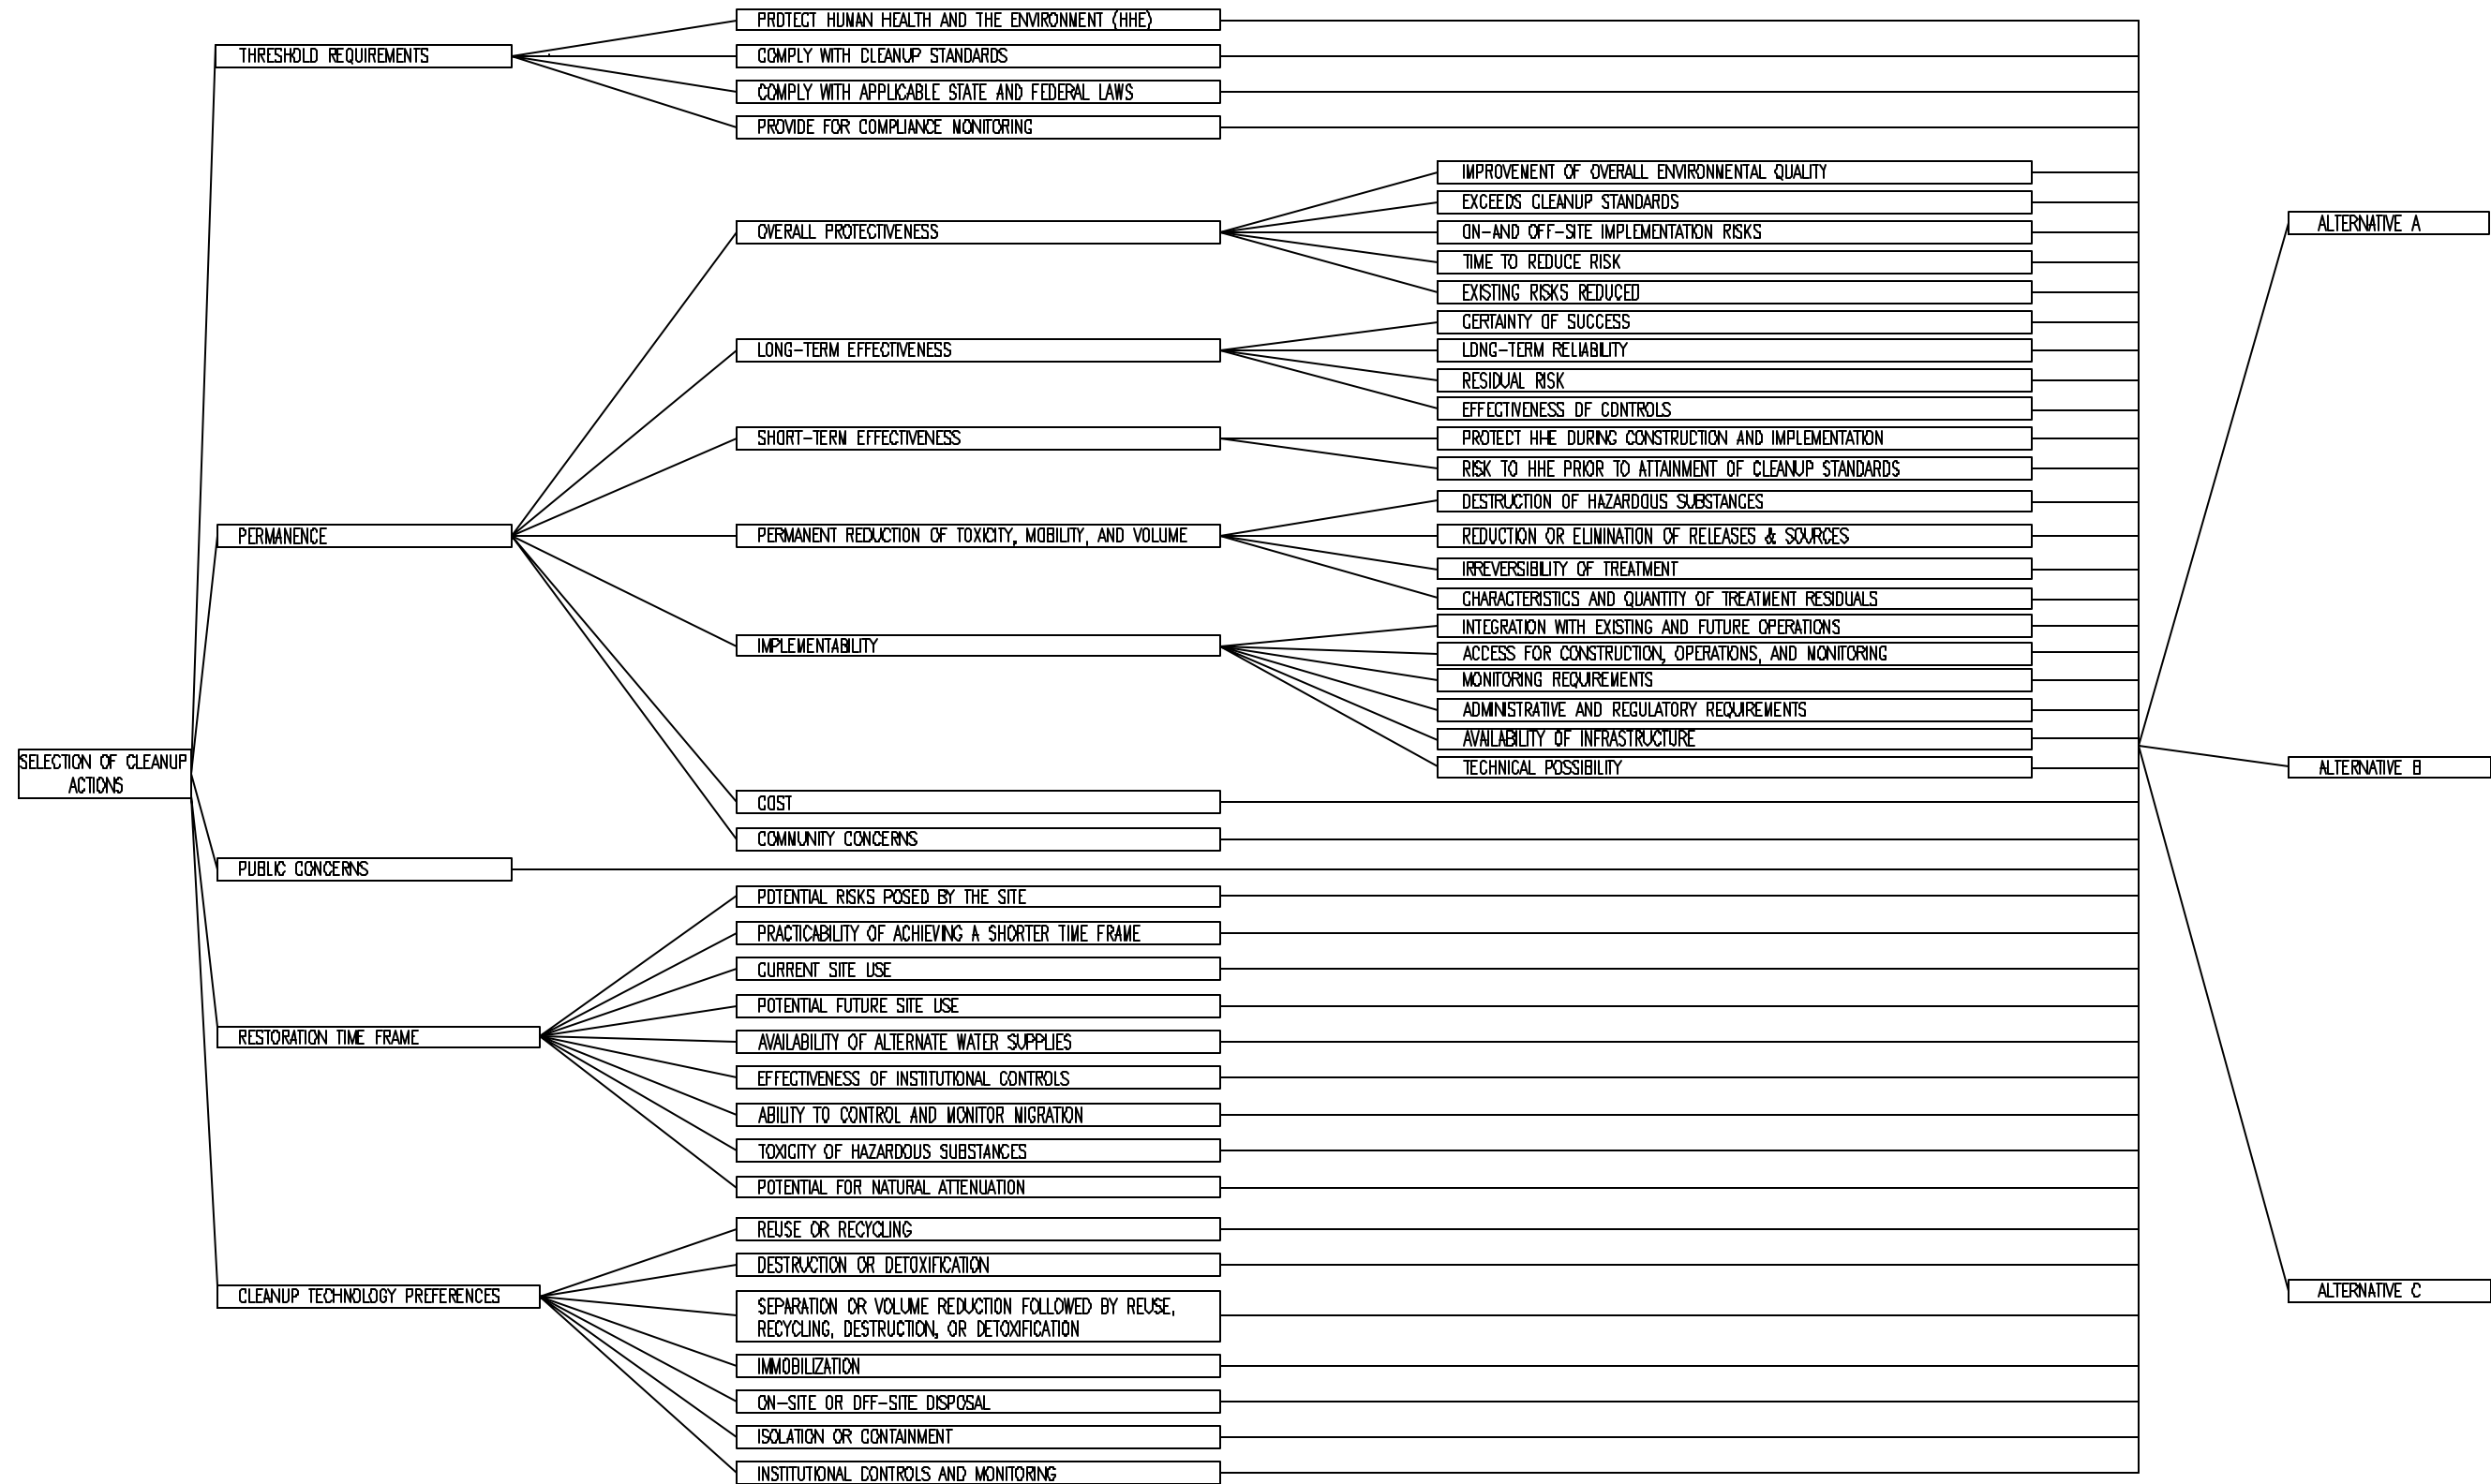 SELECTION OF CLEANUP
ACTIONS
THRESHOLD REQUIREMENTS
PROTECT HUMAN HEALTH AND THE ENVIRONMENT (HHE)
COMPLY WITH CLEANUP STANDARDS
COMPLY WITH APPLICABLE STATE AND FEDERAL LAWS
PROVIDE FOR COMPLIANCE MONITORING
PERMANENCE
OVERALL PROTECTIVENESS
IMPROVEMENT OF OVERALL ENVIRONMENTAL QUALITY
EXCEEDS CLEANUP STANDARDS
ON-AND OFF-SITE IMPLEMENTATION RISKS
TIME TO REDUCE RISK
EXISTING RISKS REDUCED
LONG-TERM EFFECTIVENESS
CERTAINTY OF SUCCESS
LONG-TERM RELIABILITY
RESIDUAL RISK
EFFECTIVENESS OF CONTROLS
SHORT-TERM EFFECTIVENESS
PROTECT HHE DURING CONSTRUCTION AND IMPLEMENTATION
RISK TO HHE PRIOR TO ATTAINMENT OF CLEANUP STANDARDS
PERMANENT REDUCTION OF TOXICITY, MOBILITY, AND VOLUME
DESTRUCTION OF HAZARDOUS SUBSTANCES
REDUCTION OR ELIMINATION OF RELEASES & SOURCES
IRREVERSIBILITY OF TREATMENT
CHARACTERISTICS AND QUANTITY OF TREATMENT RESIDUALS
IMPLEMENTABILITY
INTEGRATION WITH EXISTING AND FUTURE OPERATIONS
ACCESS FOR CONSTRUCTION, OPERATIONS, AND MONITORING
MONITORING REQUIREMENTS
ADMINISTRATIVE AND REGULATORY REQUIREMENTS
AVAILABILITY OF INFRASTRUCTURE
TECHNICAL POSSIBILITY
COST
COMMUNITY CONCERNS
PUBLIC CONCERNS
RESTORATION TIME FRAME
POTENTIAL RISKS POSED BY THE SITE
PRACTICABILITY OF ACHIEVING A SHORTER TIME FRAME
CURRENT SITE USE
POTENTIAL FUTURE SITE USE
AVAILABILITY OF ALTERNATE WATER SUPPLIES
EFFECTIVENESS OF INSTITUTIONAL CONTROLS
ABILITY TO CONTROL AND MONITOR MIGRATION
TOXICITY OF HAZARDOUS SUBSTANCES
POTENTIAL FOR NATURAL ATTENUATION
CLEANUP TECHNOLOGY PREFERENCES
REUSE OR RECYCLING
DESTRUCTION OR DETOXIFICATION
SEPARATION OR VOLUME REDUCTION FOLLOWED BY REUSE,
RECYCLING, DESTRUCTION, OR DETOXIFICATION
IMMOBILIZATION
ON-SITE OR OFF-SITE DISPOSAL
ISOLATION OR CONTAINMENT
INSTITUTIONAL CONTROLS AND MONITORING
ALTERNATIVE A
ALTERNATIVE B
ALTERNATIVE C